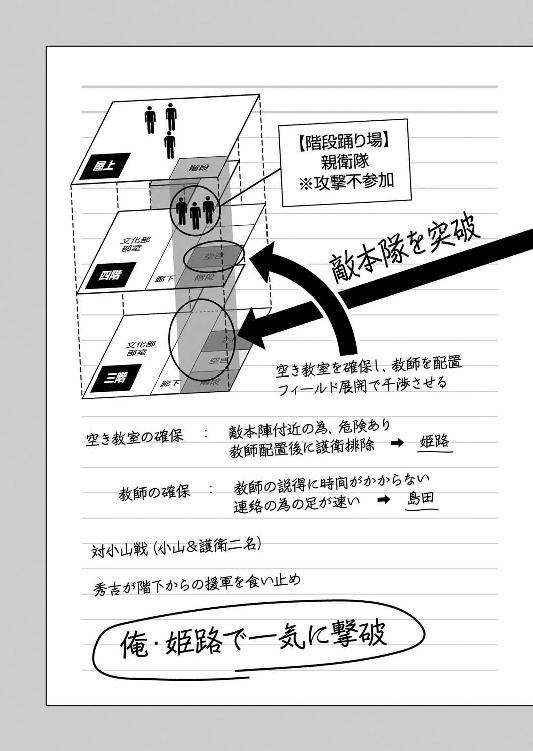 屋上
階段
【階段踊り場】
親衛隊
※攻撃不参加
文化部
部室
空き
四階
廊下
階段
敵本隊を突破
文化部
部室
空き
三階
廊下
階段
空き教室を確保し、教師を配置
フィールド展開で干渉させる
空き教室の確保 : 敵本陣付近の為、危険あり
教師配置後に護衛排除 ➡ 姫路
教師の確保 : 教師の説得に時間がかからない
連絡の為の足が速い ➡ 島田
対小山戦(小山&護衛二名)
秀吉が階下からの援軍を食い止め
俺・姫路で一気に撃破